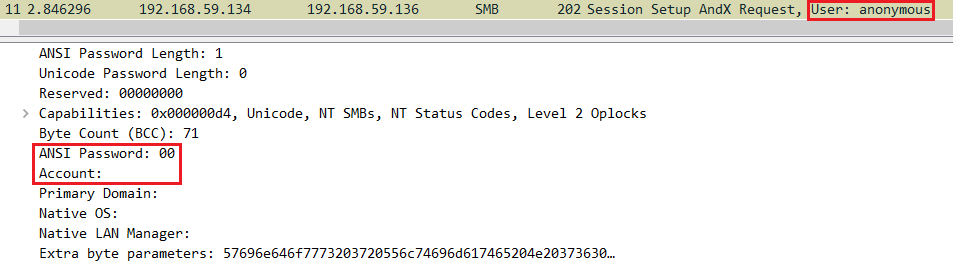 11 2.846296 192.168.59.134 192.168.59.136 SMB 202 Session Setup AndX Request, User: anonymous
ANSI Password Length: 1
Unicode Password Length: 0
Reserved: 00000000
Capabilities: 0x000000d4, Unicode, NT SMBs, NT Status Codes, Level 2 Oplocks
Byte Count (BCC): 71
ANSI Password: 00
Account:
Primary Domain:
Native OS:
Native LAN Manager:
Extra byte parameters: 57696e646f7773203720556c74696d617465204e20373630…